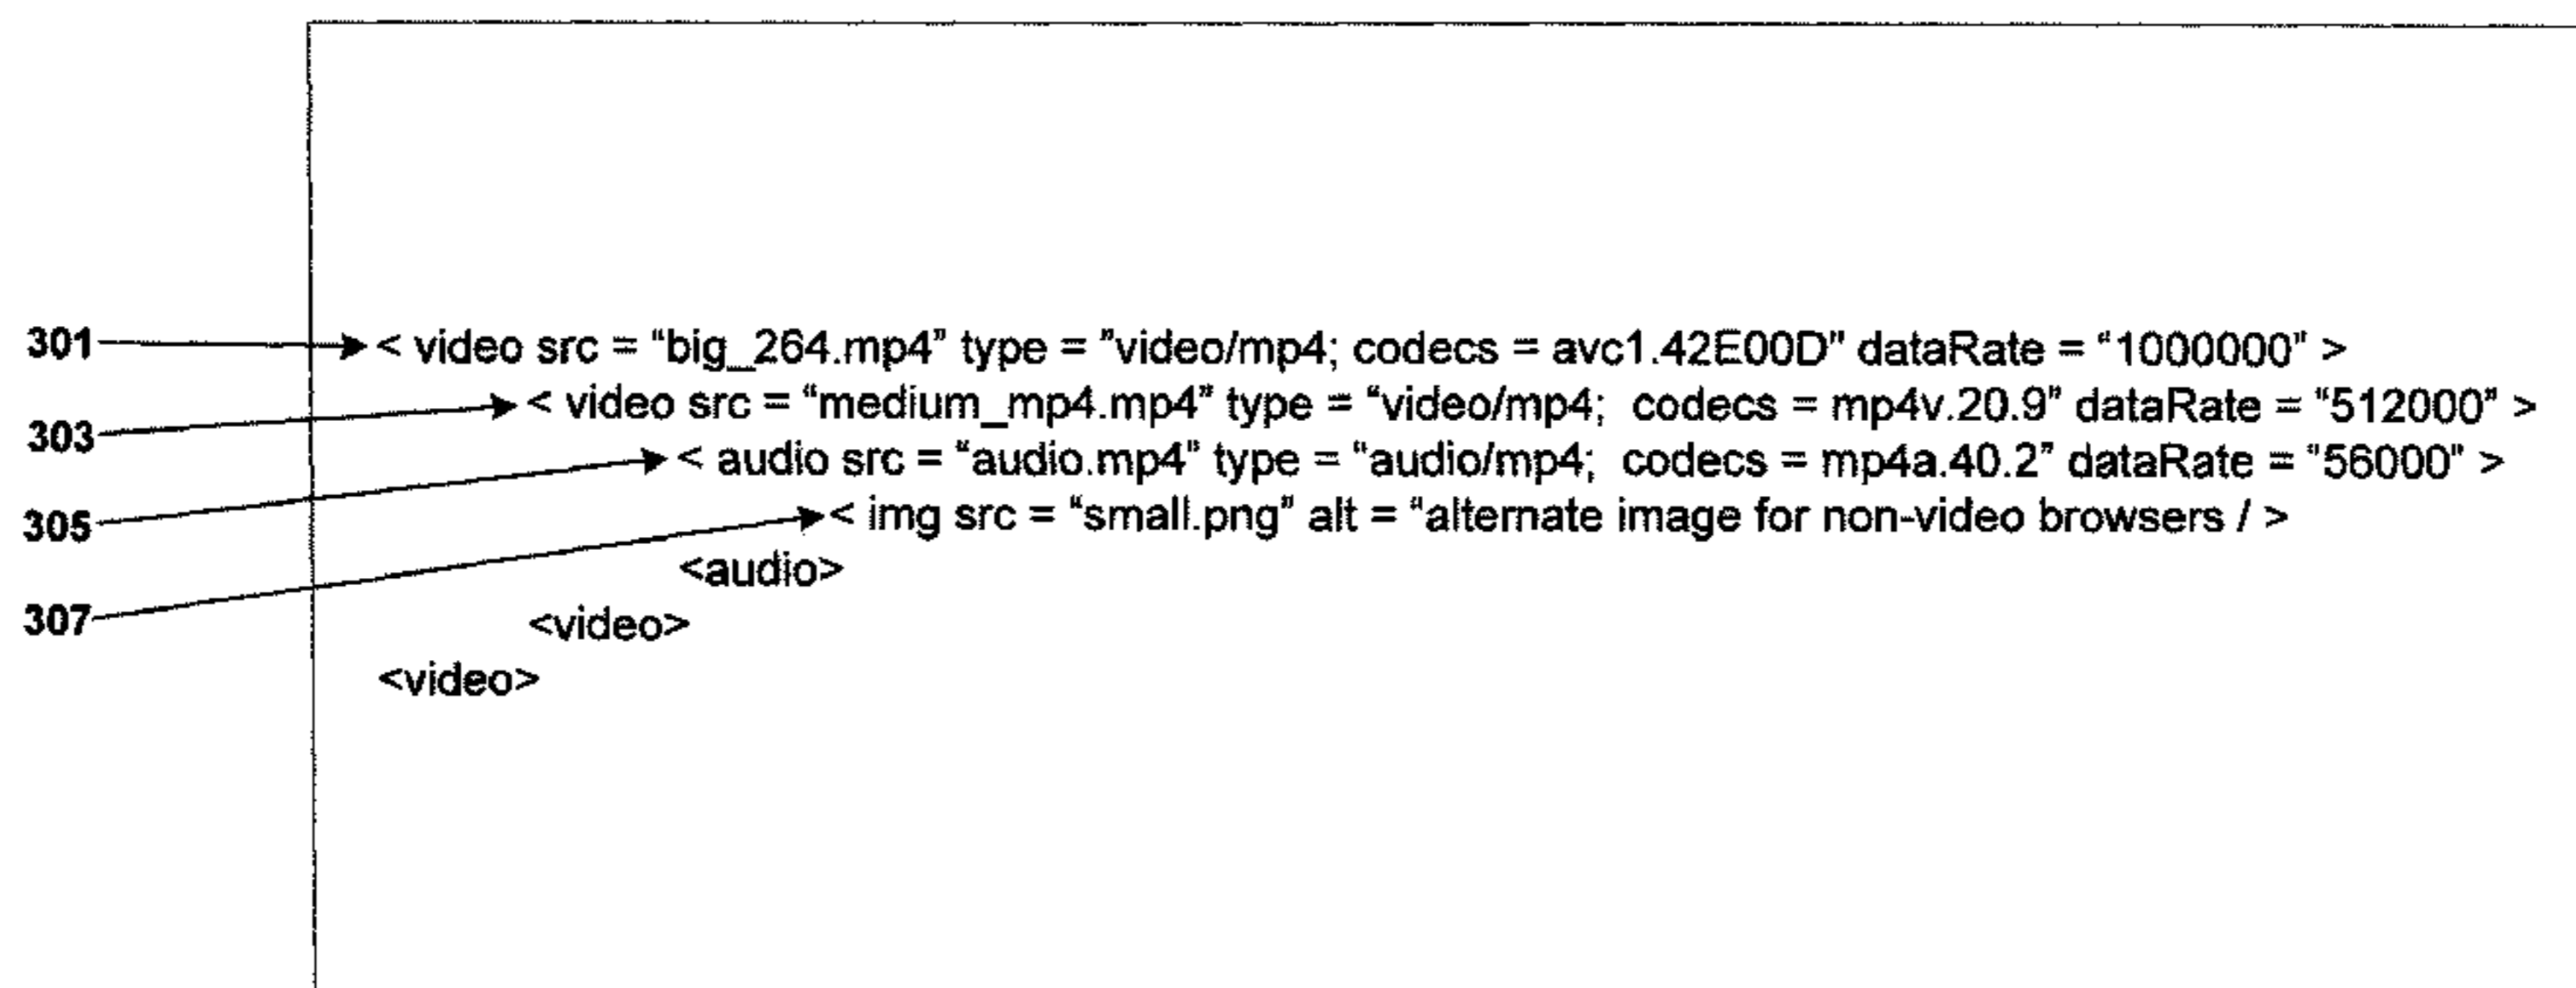 301 < video src = “big_264.mp4” type = ”video/mp4; codecs = avc1.42E00D” dataRate = “1000000” >
303 < video src = “medium_mp4.mp4” type = “video/mp4; codecs = mp4v.20.9” dataRate = “512000” >
305 < audio src = “audio.mp4” type = “audio/mp4; codecs = mp4a.40.2” dataRate = “56000” >
307 < img src = “small.png” alt = “alternate image for non-video browsers / >
<audio>
<video>
<video>